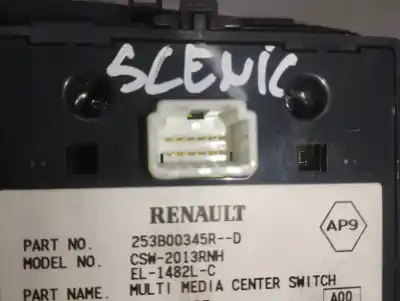 SCENIC
RENAULT
AP9
PART NO. 253B00345R--D
MODEL NO. CSW-2013RNH
EL-1482L-C
PART NAME. MULTI MEDIA CENTER SWITCH
A00